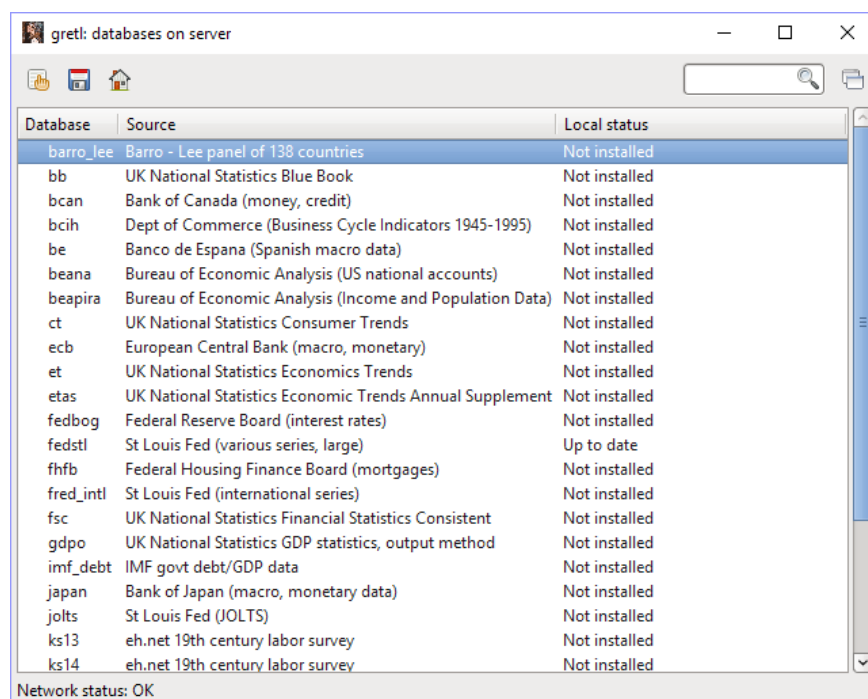 gretl: databases on server
Database Source Local status
barro_lee Barro - Lee panel of 138 countries Not installed
bb UK National Statistics Blue Book Not installed
bcan Bank of Canada (money, credit) Not installed
bcih Dept of Commerce (Business Cycle Indicators 1945-1995) Not installed
be Banco de Espana (Spanish macro data) Not installed
beana Bureau of Economic Analysis (US national accounts) Not installed
beapira Bureau of Economic Analysis (Income and Population Data) Not installed
ct UK National Statistics Consumer Trends Not installed
ecb European Central Bank (macro, monetary) Not installed
et UK National Statistics Economics Trends Not installed
etas UK National Statistics Economic Trends Annual Supplement Not installed
fedbog Federal Reserve Board (interest rates) Not installed
fedstl St Louis Fed (various series, large) Up to date
fhfb Federal Housing Finance Board (mortgages) Not installed
fred_intl St Louis Fed (international series) Not installed
fsc UK National Statistics Financial Statistics Consistent Not installed
gdpo UK National Statistics GDP statistics, output method Not installed
imf_debt IMF govt debt/GDP data Not installed
japan Bank of Japan (macro, monetary data) Not installed
jolts St Louis Fed (JOLTS) Not installed
ks13 eh.net 19th century labor survey Not installed
ks14 eh.net 19th century labor survey Not installed
Network status: OK